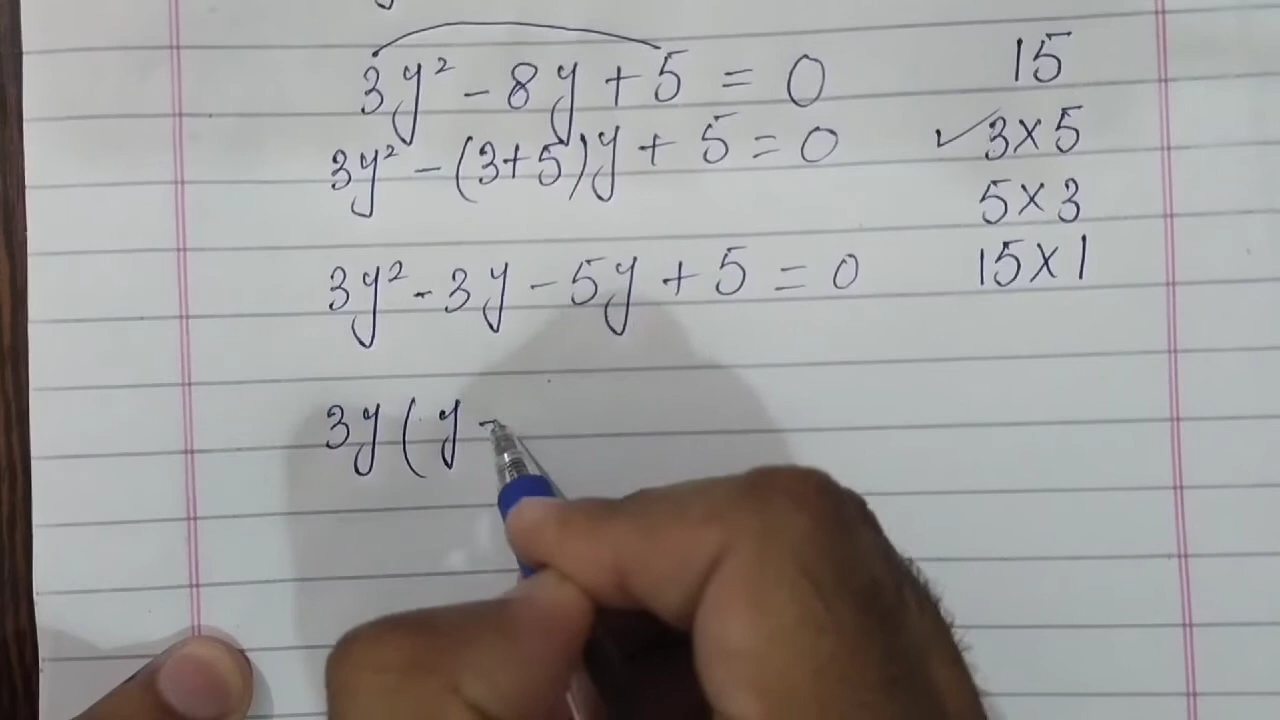 3y² - 8y + 5 = 0
15
3y² - (3+5)y + 5 = 0
✓3×5
5×3
3y² - 3y - 5y + 5 = 0
15×1
3y ( y -